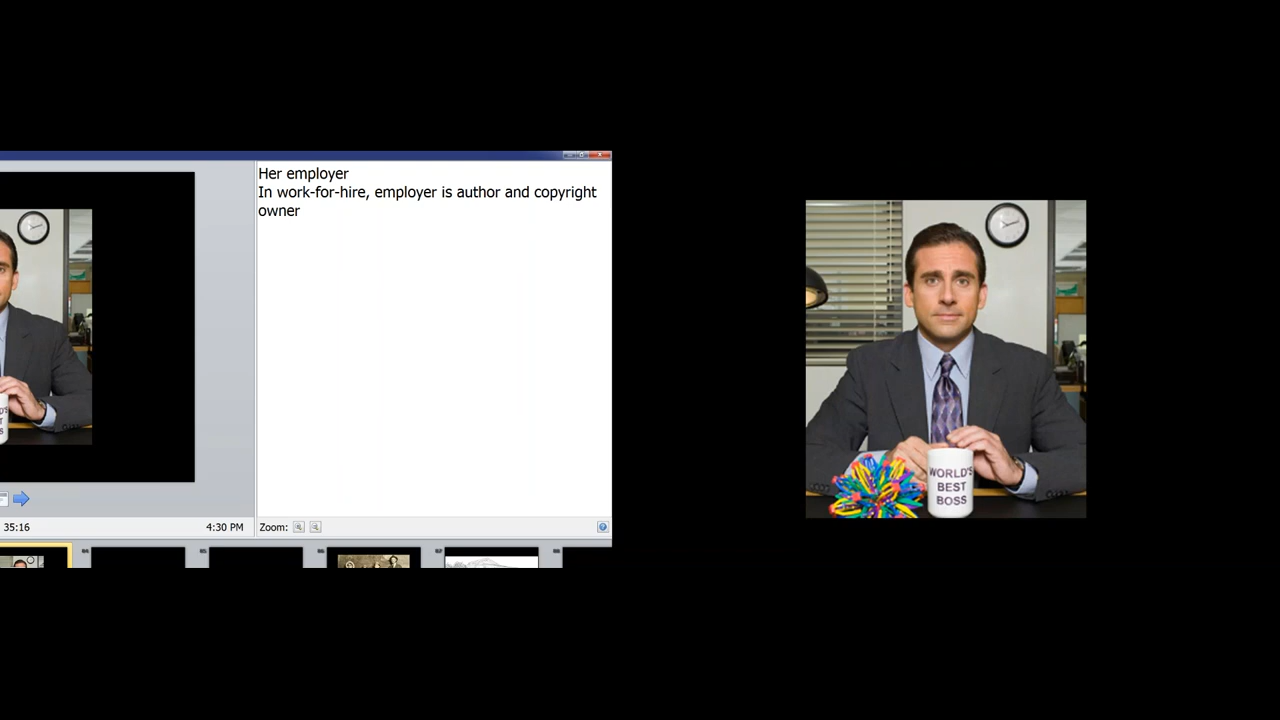 Her employer
In work-for-hire, employer is author and copyright
owner
35:16
4:30 PM
Zoom:
WORLD'S
BEST
BOSS